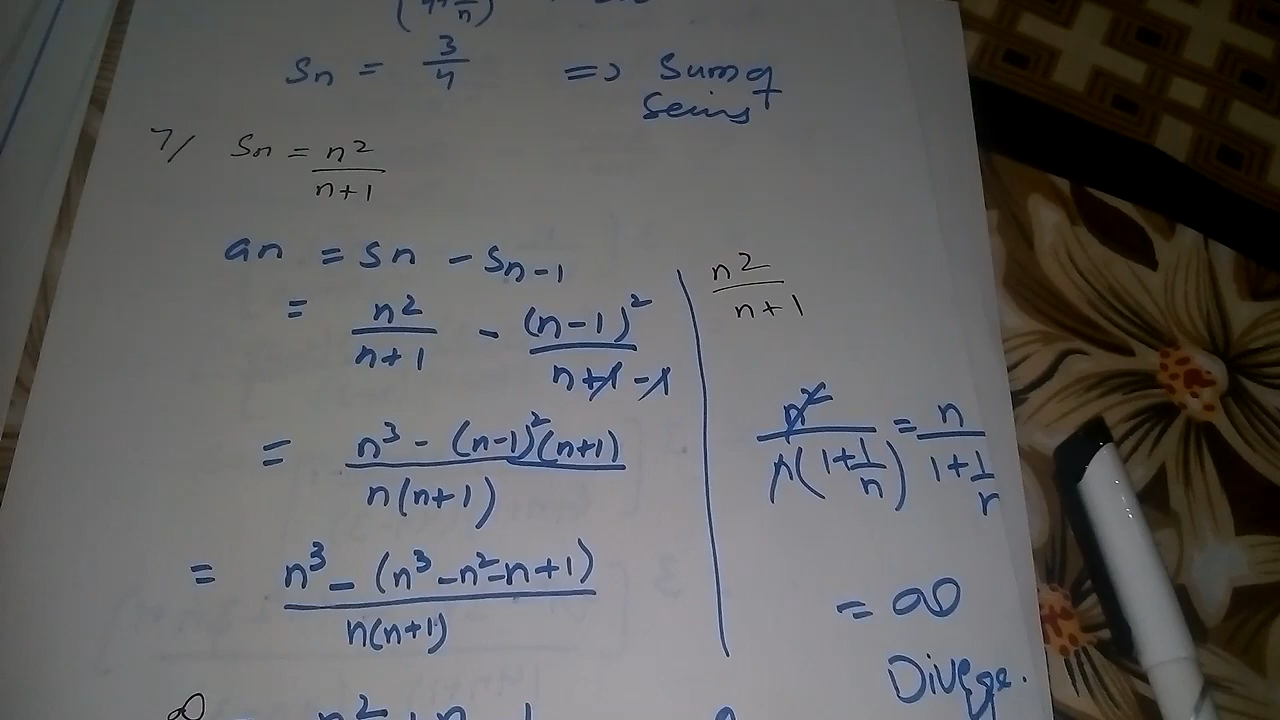 Sn = 3/4 => Sum of
Series
7/ Sn = n2/n+1
an = Sn - Sn-1
= n2/n+1 - (n-1)²/n+1-1
= n³ - (n-1)²(n+1)/n(n+1)
= n³ - (n³-n²-n+1)/n(n+1)
n2/n+1
n²/n(1+1/n) = n/1+1/n
= ∞
Diverge.